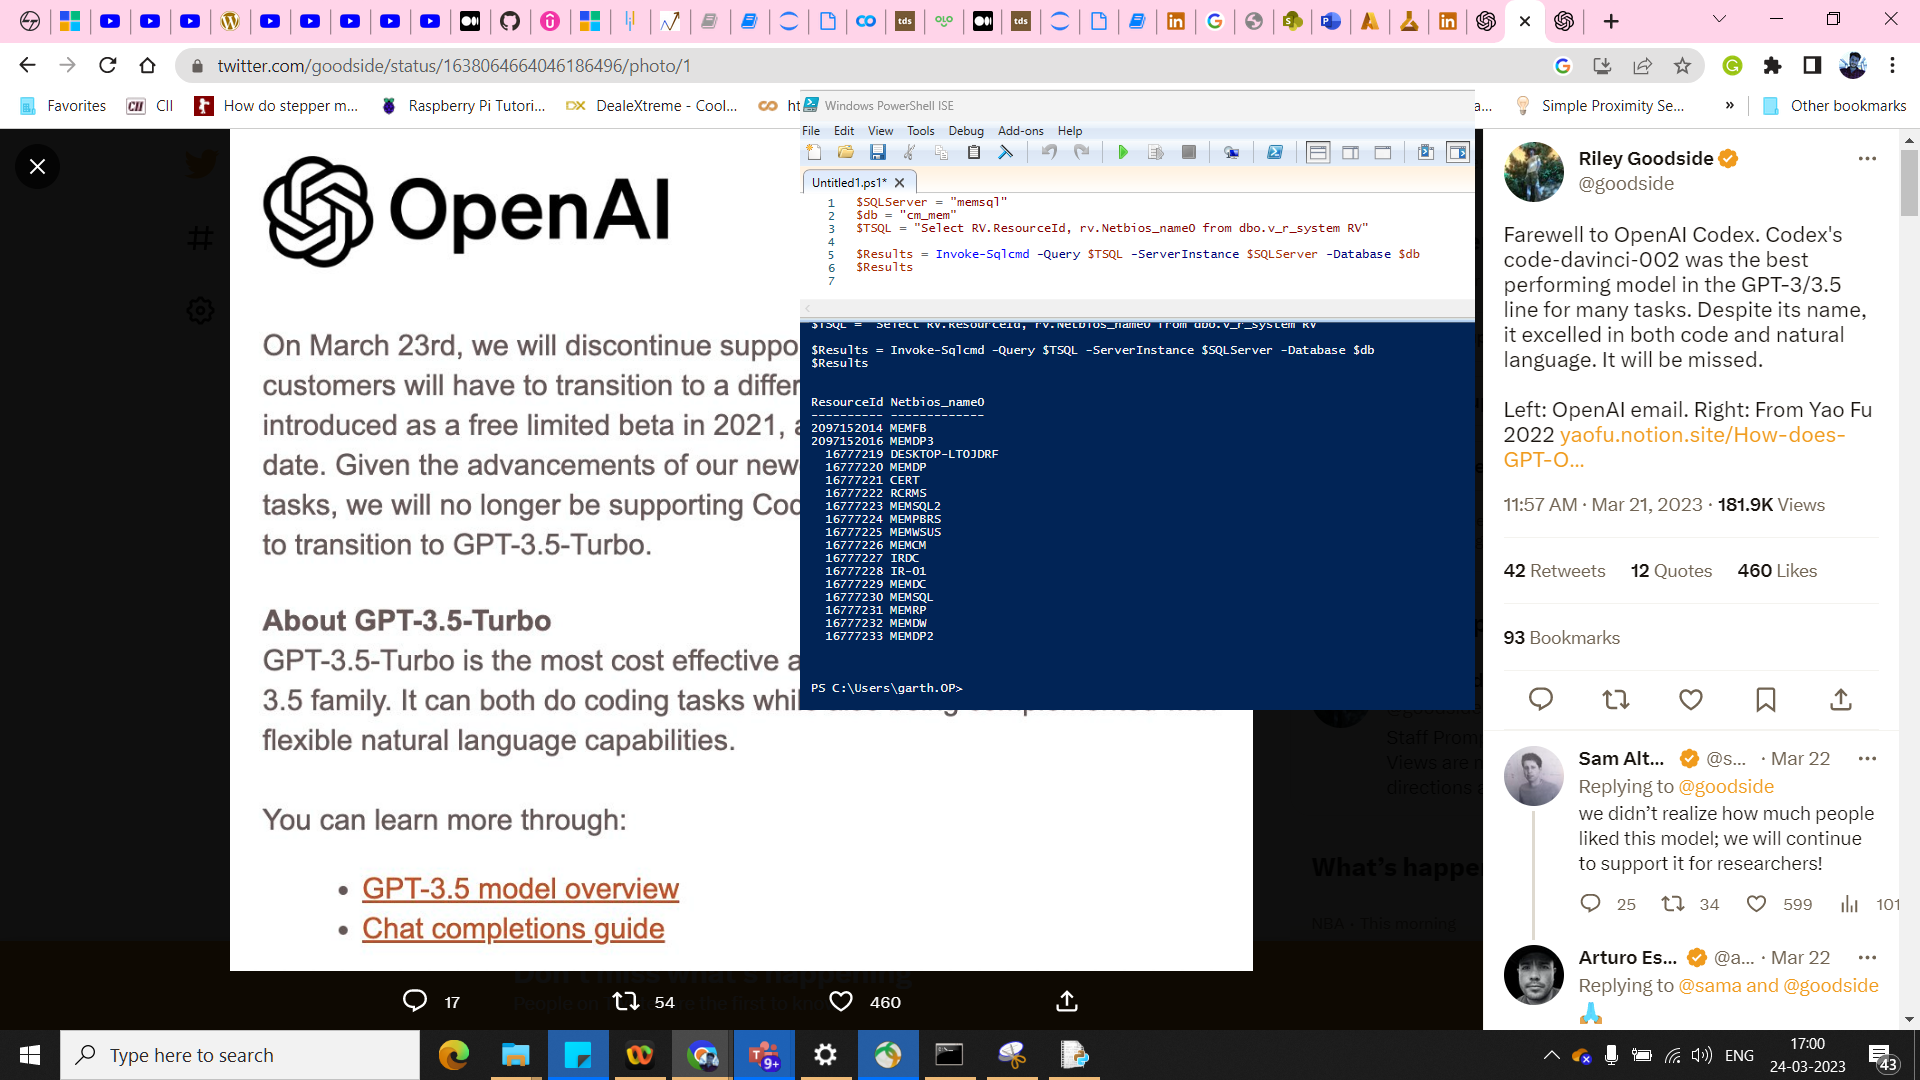 twitter.com/goodside/status/1638064664046186496/photo/1
Favorites
CII
How do stepper m...
Raspberry Pi Tutori...
DX
DealeXtreme - Cool...
Simple Proximity Se...
»
Other bookmarks
OpenAI
On March 23rd, we will discontinue suppo
customers will have to transition to a differ
introduced as a free limited beta in 2021, a
date. Given the advancements of our new
tasks, we will no longer be supporting Cod
to transition to GPT-3.5-Turbo.
About GPT-3.5-Turbo
GPT-3.5-Turbo is the most cost effective a
3.5 family. It can both do coding tasks whil
flexible natural language capabilities.
You can learn more through:
• GPT-3.5 model overview
• Chat completions guide
17
54
460
Windows PowerShell ISE
File Edit View Tools Debug Add-ons Help
Untitled1.ps1*
1 $SQLServer = "memsql"
2 $db = "cm_mem"
3 $TSQL = "Select RV.ResourceId, rv.Netbios_name0 from dbo.v_r_system RV"
4
5 $Results = Invoke-Sqlcmd -Query $TSQL -ServerInstance $SQLServer -Database $db
6 $Results
7
$TSQL = "Select RV.ResourceId, rv.Netbios_name0 from dbo.v_r_system RV"
$Results = Invoke-Sqlcmd -Query $TSQL -ServerInstance $SQLServer -Database $db
$Results
ResourceId Netbios_name0
---------- -------------
2097152014 MEMFB
2097152016 MEMDP3
16777219 DESKTOP-LTOJDRF
16777220 MEMDP
16777221 CERT
16777222 RCRMS
16777223 MEMSQL2
16777224 MEMPBRS
16777225 MEMWSUS
16777226 MEMCM
16777227 IRDC
16777228 IR-01
16777229 MEMDC
16777230 MEMSQL
16777231 MEMRP
16777232 MEMDW
16777233 MEMDP2
PS C:\Users\garth.OP>
Riley Goodside
@goodside
Farewell to OpenAI Codex. Codex's
code-davinci-002 was the best
performing model in the GPT-3/3.5
line for many tasks. Despite its name,
it excelled in both code and natural
language. It will be missed.
Left: OpenAI email. Right: From Yao Fu
2022 yaofu.notion.site/How-does-
GPT-O...
11:57 AM · Mar 21, 2023 · 181.9K Views
42 Retweets 12 Quotes 460 Likes
93 Bookmarks
Sam Alt... @s... · Mar 22
Replying to @goodside
we didn't realize how much people
liked this model; we will continue
to support it for researchers!
25 34 599 101
Arturo Es... @a... · Mar 22
Replying to @sama and @goodside
What's happe
NBA · This morning
Don't miss what's happening
Type here to search
9+
ENG
17:00
24-03-2023
43